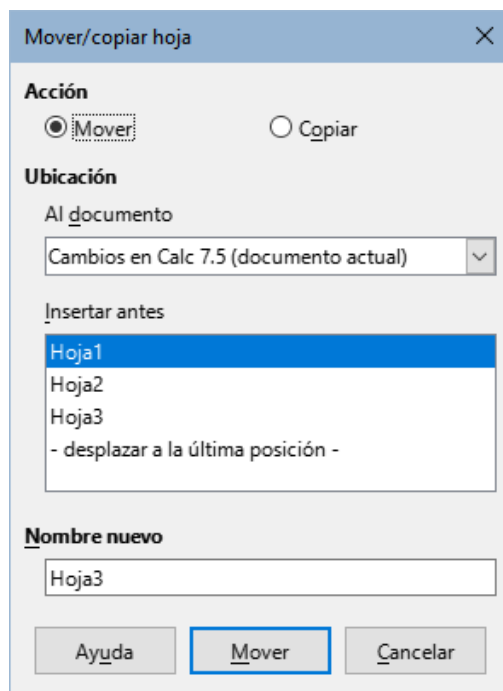 Mover/copiar hoja
Acción
Mover Copiar
Ubicación
Al documento
Cambios en Calc 7.5 (documento actual)
Insertar antes
Hoja1
Hoja2
Hoja3
- desplazar a la última posición -
Nombre nuevo
Hoja3
Ayuda Mover Cancelar